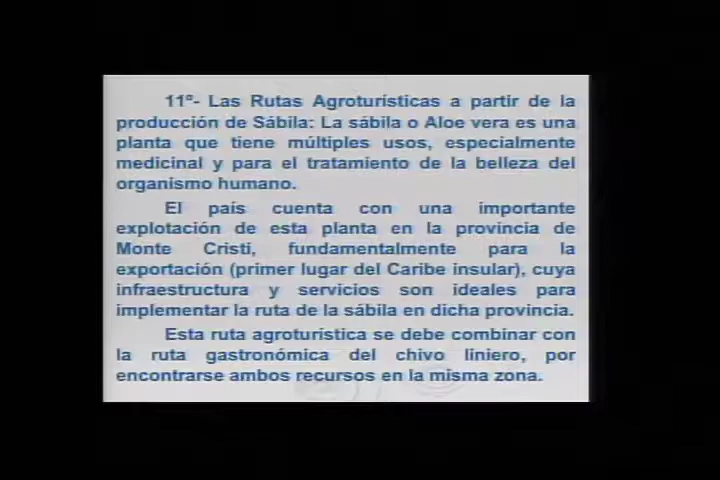 11º- Las Rutas Agroturísticas a partir de la
producción de Sábila: La sábila o Aloe vera es una
planta que tiene múltiples usos, especialmente
medicinal y para el tratamiento de la belleza del
organismo humano.
El país cuenta con una importante
explotación de esta planta en la provincia de
Monte Cristi, fundamentalmente para la
exportación (primer lugar del Caribe insular), cuya
infraestructura y servicios son ideales para
implementar la ruta de la sábila en dicha provincia.
Esta ruta agroturística se debe combinar con
la ruta gastronómica del chivo liniero, por
encontrarse ambos recursos en la misma zona.